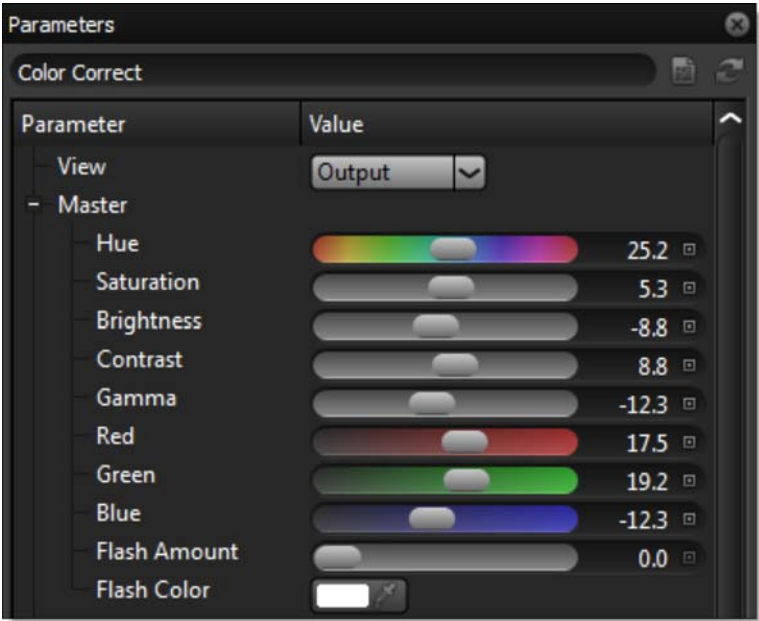 Parameters
Color Correct
Parameter Value
View Output
Master
Hue 25.2
Saturation 5.3
Brightness -8.8
Contrast 8.8
Gamma -12.3
Red 17.5
Green 19.2
Blue -12.3
Flash Amount 0.0
Flash Color